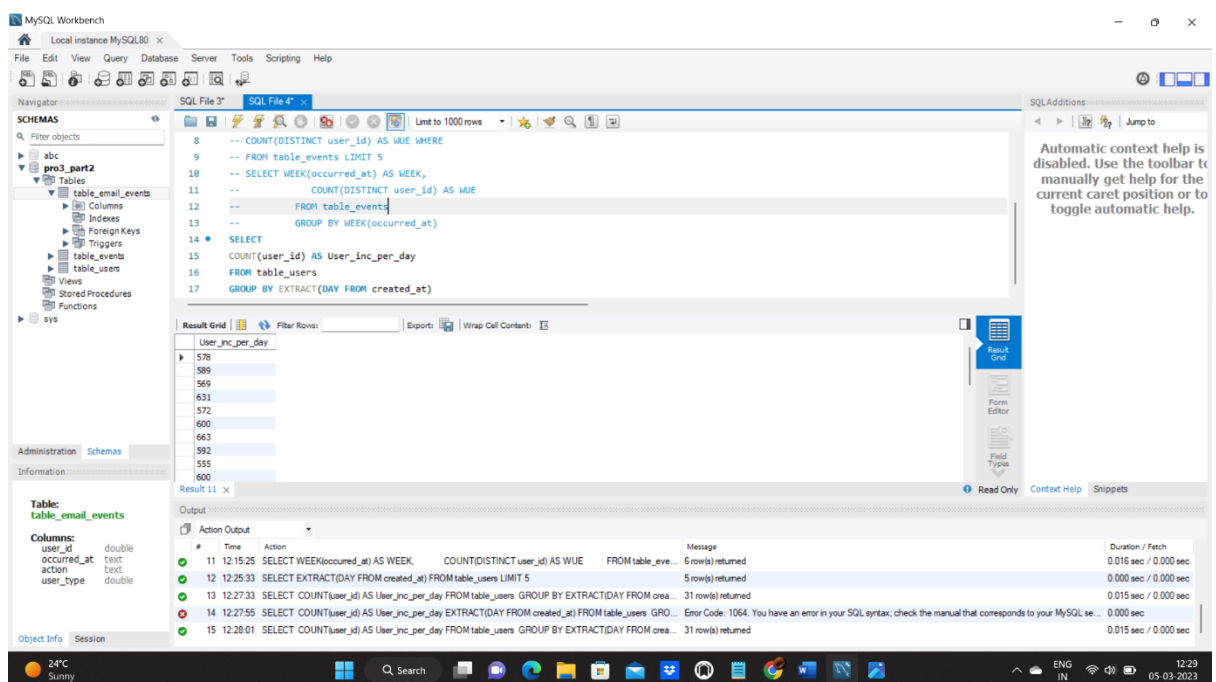 MySQL Workbench
Local instance MySQL80
File Edit View Query Database Server Tools Scripting Help
Navigator
SCHEMAS
Filter objects
abc
pro3_part2
Tables
table_email_events
Columns
Indexes
Foreign Keys
Triggers
table_events
table_users
Views
Stored Procedures
Functions
sys
Administration Schemas
Information
Table:
table_email_events
Columns:
user_id double
occurred_at text
action text
user_type double
Object Info Session
SQL File 3* SQL File 4*
Limit to 1000 rows
8 -- COUNT(DISTINCT user_id) AS WUE WHERE
9 -- FROM table_events LIMIT 5
10 -- SELECT WEEK(occurred_at) AS WEEK,
11 -- COUNT(DISTINCT user_id) AS WUE
12 -- FROM table_events
13 -- GROUP BY WEEK(occurred_at)
14 SELECT
15 COUNT(user_id) AS User_inc_per_day
16 FROM table_users
17 GROUP BY EXTRACT(DAY FROM created_at)
Result Grid Filter Rows: Export: Wrap Cell Content:
User_inc_per_day
578
589
569
631
572
600
663
592
555
600
Result Grid
Form Editor
Field Types
Result 11
Read Only
SQLAdditions
Jump to
Automatic context help is
disabled. Use the toolbar to
manually get help for the
current caret position or to
toggle automatic help.
Context Help Snippets
Output
Action Output
# Time Action Message Duration / Fetch
11 12:15:25 SELECT WEEK(occurred_at) AS WEEK, COUNT(DISTINCT user_id) AS WUE FROM table_eve... 6 row(s) returned 0.016 sec / 0.000 sec
12 12:25:33 SELECT EXTRACT(DAY FROM created_at) FROM table_users LIMIT 5 5 row(s) returned 0.000 sec / 0.000 sec
13 12:27:33 SELECT COUNT(user_id) AS User_inc_per_day FROM table_users GROUP BY EXTRACT(DAY FROM crea... 31 row(s) returned 0.015 sec / 0.000 sec
14 12:27:55 SELECT COUNT(user_id) AS User_inc_per_day EXTRACT(DAY FROM created_at) FROM table_users GRO... Error Code: 1064. You have an error in your SQL syntax; check the manual that corresponds to your MySQL se... 0.000 sec
15 12:28:01 SELECT COUNT(user_id) AS User_inc_per_day FROM table_users GROUP BY EXTRACT(DAY FROM crea... 31 row(s) returned 0.015 sec / 0.000 sec
24°C
Sunny
Search
ENG
IN
12:29
05-03-2023